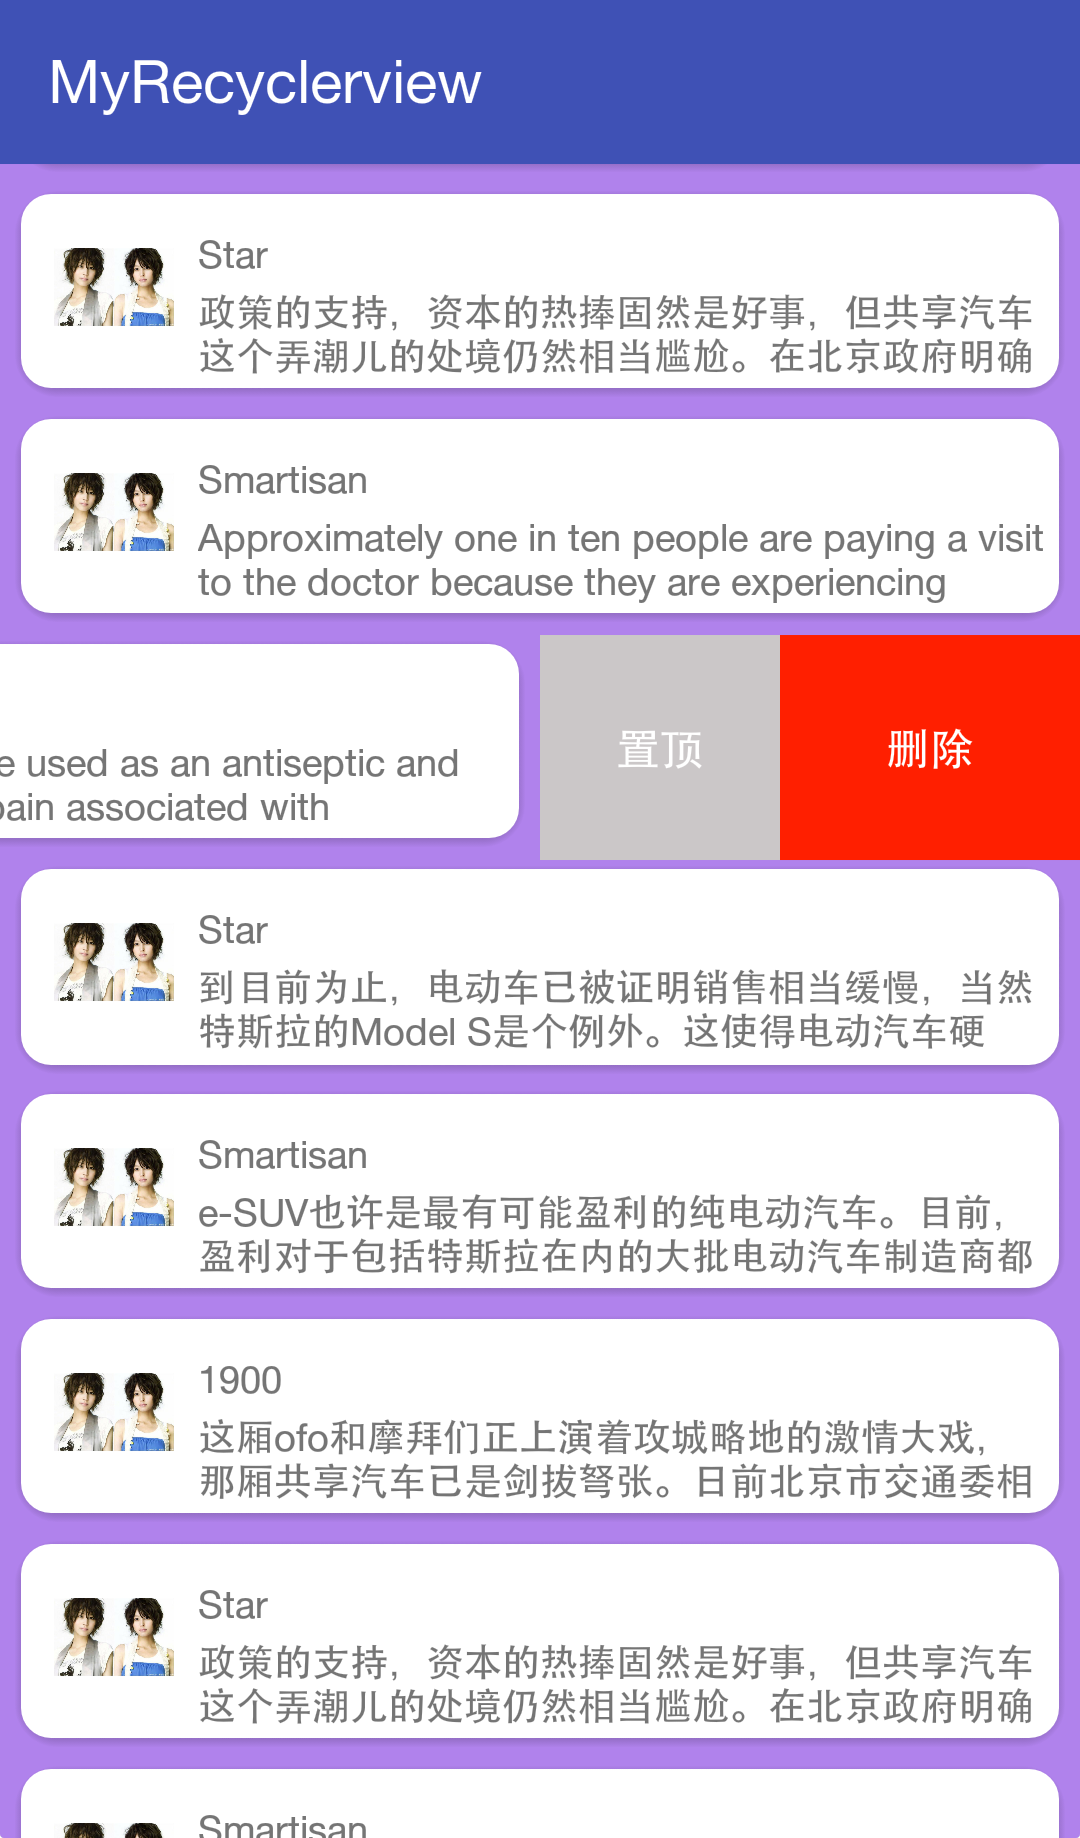 MyRecyclerview
Star
政策的支持，资本的热捧固然是好事，但共享汽车
这个弄潮儿的处境仍然相当尴尬。在北京政府明确
Smartisan
Approximately one in ten people are paying a visit
to the doctor because they are experiencing
e used as an antiseptic and
pain associated with
置顶
删除
Star
到目前为止，电动车已被证明销售相当缓慢，当然
特斯拉的Model S是个例外。这使得电动汽车硬
Smartisan
e-SUV也许是最有可能盈利的纯电动汽车。目前，
盈利对于包括特斯拉在内的大批电动汽车制造商都
1900
这厢ofo和摩拜们正上演着攻城略地的激情大戏，
那厢共享汽车已是剑拔弩张。日前北京市交通委相
Star
政策的支持，资本的热捧固然是好事，但共享汽车
这个弄潮儿的处境仍然相当尴尬。在北京政府明确
Smartisan